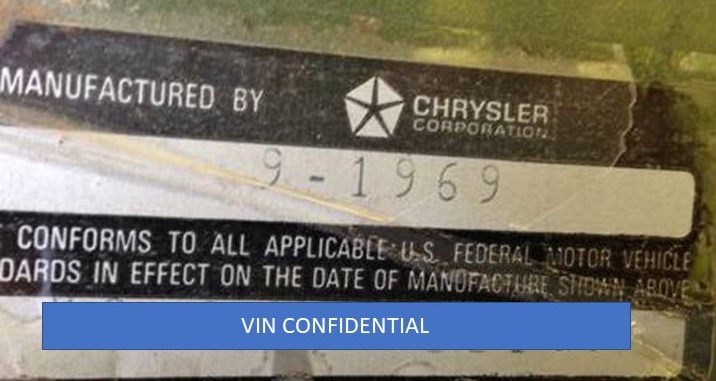 MANUFACTURED BY CHRYSLER
CORPORATION
9-1969
CONFORMS TO ALL APPLICABLE U.S. FEDERAL MOTOR VEHICLE
DARDS IN EFFECT ON THE DATE OF MANUFACTURE SHOWN ABOVE
VIN CONFIDENTIAL